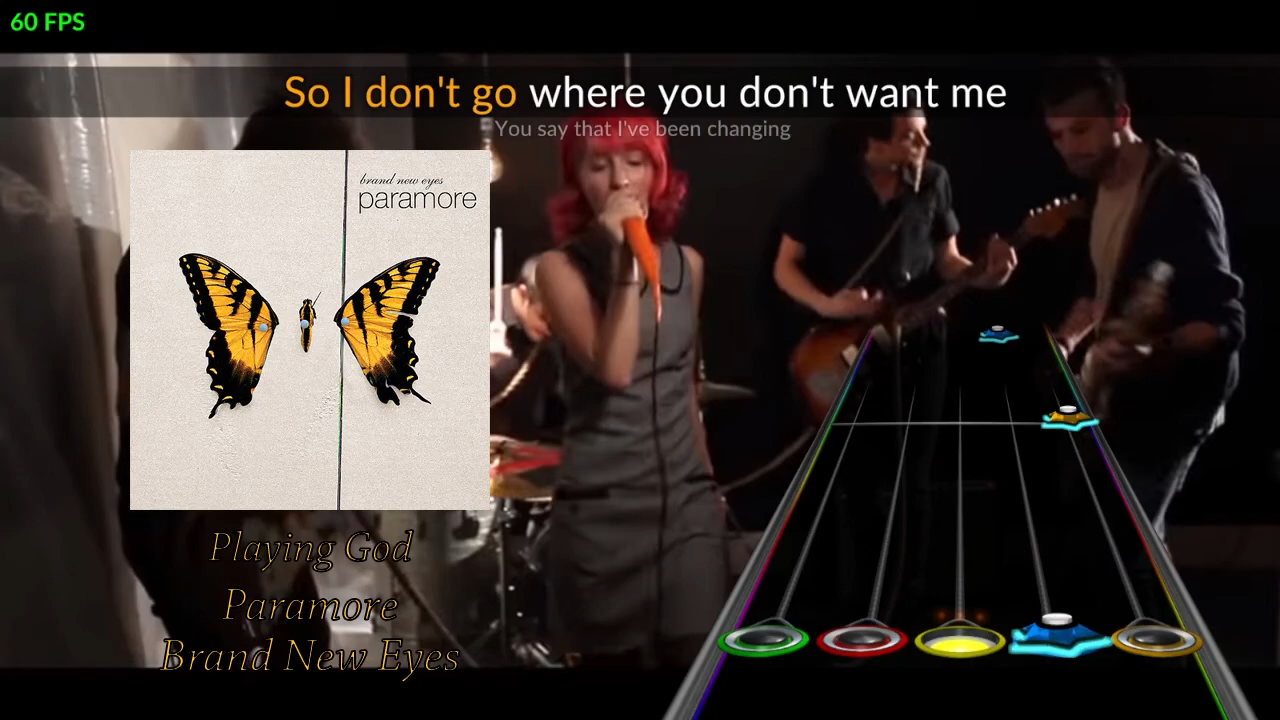 60 FPS
So I don't go where you don't want me
You say that I've been changing
brand new eyes
paramore
Playing God
Paramore
Brand New Eyes